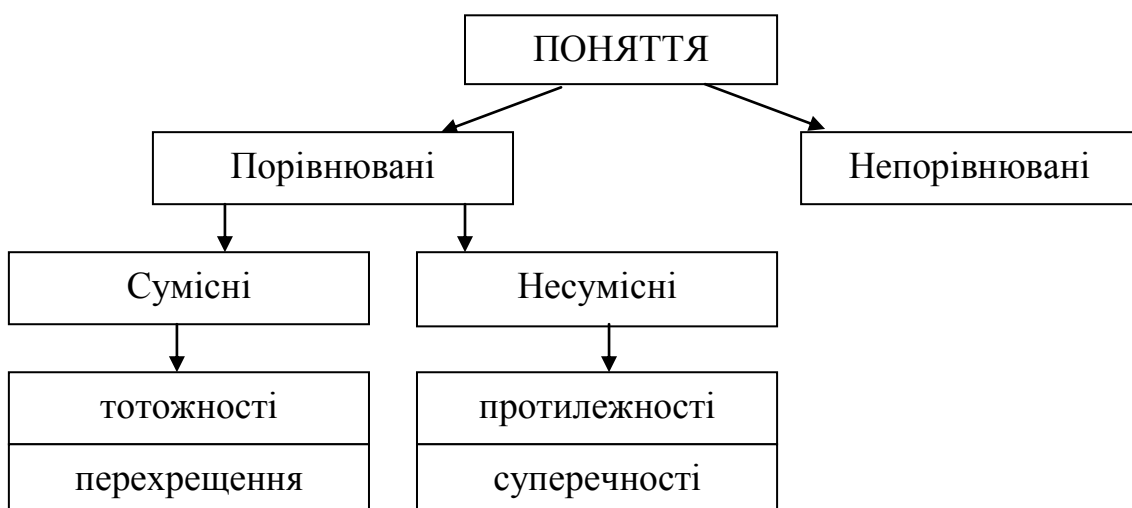 ПОНЯТТЯ
Порівнювані
Непорівнювані
Сумісні
Несумісні
тотожності
протилежності
перехрещення
суперечності